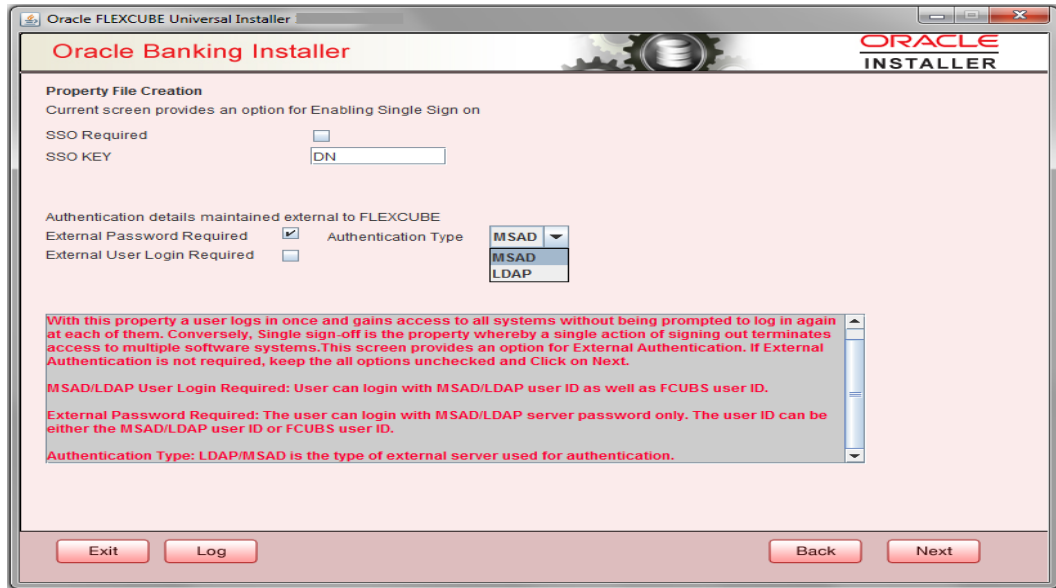 Oracle FLEXCUBE Universal Installer
Oracle Banking Installer
ORACLE
INSTALLER
Property File Creation
Current screen provides an option for Enabling Single Sign on
SSO Required
SSO KEY DN
Authentication details maintained external to FLEXCUBE
External Password Required Authentication Type MSAD
External User Login Required MSAD
LDAP
With this property a user logs in once and gains access to all systems without being prompted to log in again
at each of them. Conversely, Single sign-off is the property whereby a single action of signing out terminates
access to multiple software systems.This screen provides an option for External Authentication. If External
Authentication is not required, keep the all options unchecked and Click on Next.
MSAD/LDAP User Login Required: User can login with MSAD/LDAP user ID as well as FCUBS user ID.
External Password Required: The user can login with MSAD/LDAP server password only. The user ID can be
either the MSAD/LDAP user ID or FCUBS user ID.
Authentication Type: LDAP/MSAD is the type of external server used for authentication.
Exit Log Back Next